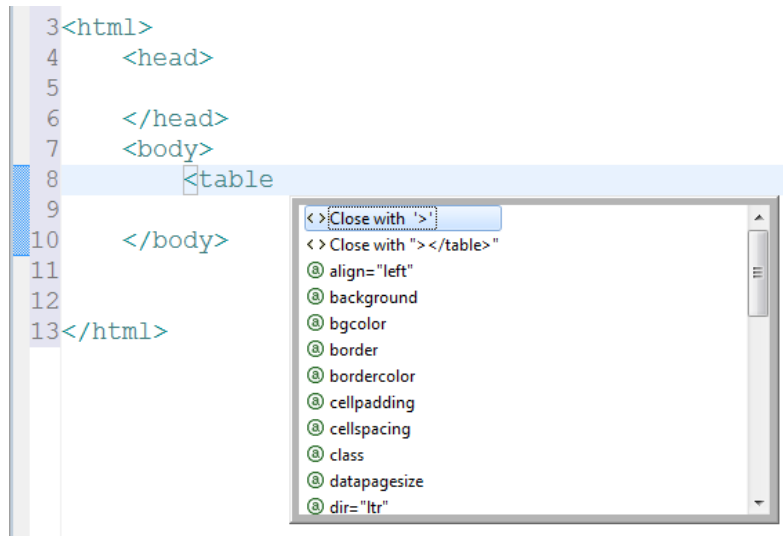 3<html>
4 <head>
5
6 </head>
7 <body>
8 <table
9
10 </body>
11
12
13</html>
<>Close with '>'
<> Close with "></table>"
@ align="left"
@ background
@ bgcolor
@ border
@ bordercolor
@ cellpadding
@ cellspacing
@ class
@ datapagesize
@ dir="ltr"